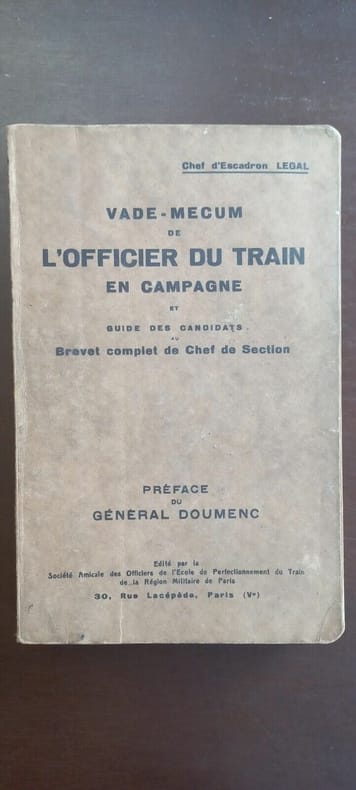 Chef d'Escadron LEGAL
VADE-MECUM
DE
L'OFFICIER DU TRAIN
EN CAMPAGNE
ET
GUIDE DES CANDIDATS
AU
Brevet complet de Chef de Section
PRÉFACE
DU
GÉNÉRAL DOUMENC
Edité par la
Société Amicale des Officiers de l'Ecole de Perfectionnement du Train
de la Région Militaire de Paris
30, Rue Lacépède, Paris (Ve)